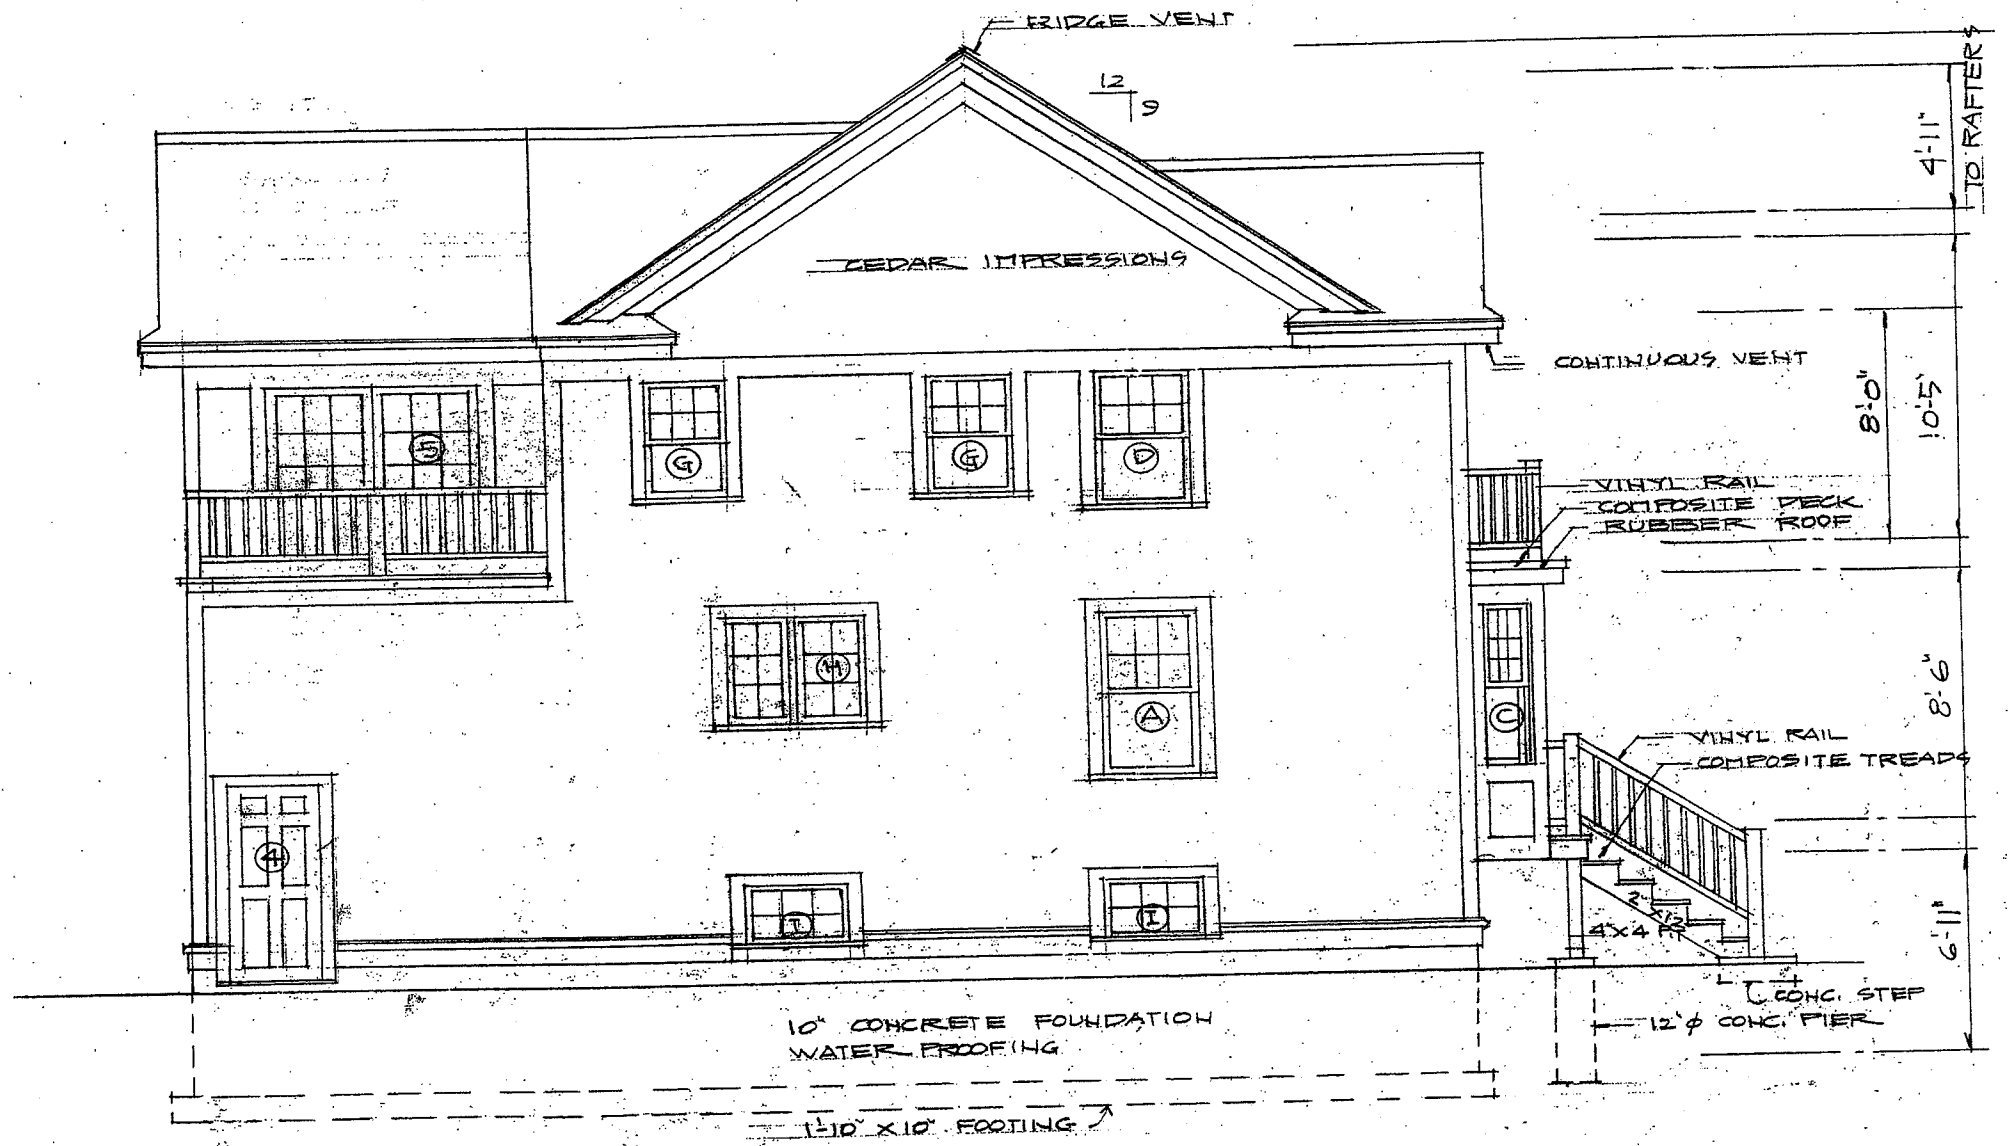 RIDGE VENT
12
9
4'-11"
TO RAFTERS
CEDAR IMPRESSIONS
CONTINUOUS VENT
8'-0"
10'-5"
5
G
G
D
VINYL RAIL
COMPOSITE DECK
RUBBER ROOF
H
A
C
8'-6"
VINYL RAIL
COMPOSITE TREADS
4
I
I
2"X12"
4X4 PT
6'-11"
CONC. STEP
12"φ CONC. PIER
10" CONCRETE FOUNDATION
WATER PROOFING
1'-10" X 10" FOOTING